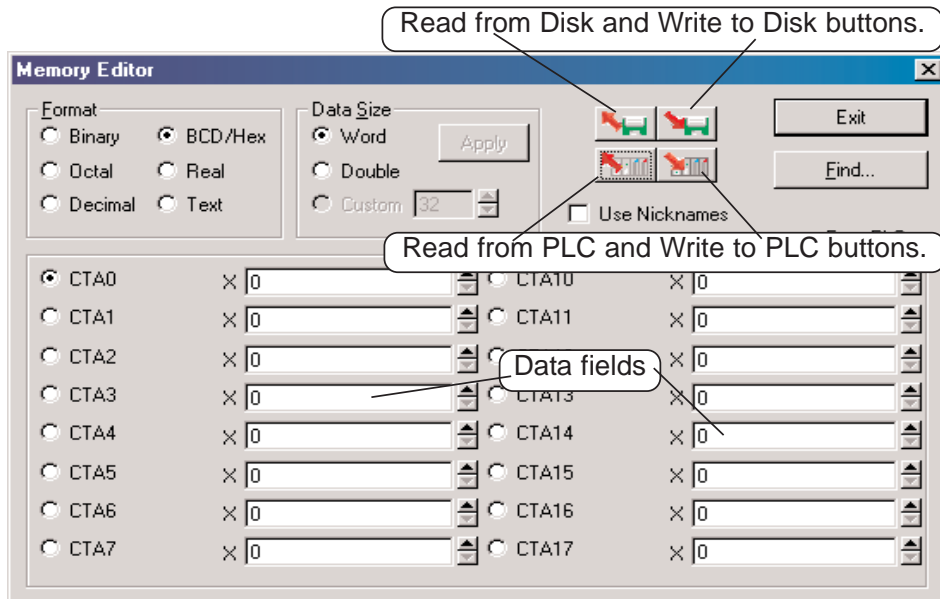 Read from Disk and Write to Disk buttons.
Memory Editor
Format
Binary
BCD/Hex
Octal
Real
Decimal
Text
Data Size
Word
Apply
Double
Custom 32
Exit
Find...
Use Nicknames
Read from PLC and Write to PLC buttons.
CTA0 X 0 CTA10 X 0
CTA1 X 0 CTA11 X 0
CTA2 X 0 X 0
Data fields
CTA3 X 0 CTA13 X 0
CTA4 X 0 CTA14 X 0
CTA5 X 0 CTA15 X 0
CTA6 X 0 CTA16 X 0
CTA7 X 0 CTA17 X 0